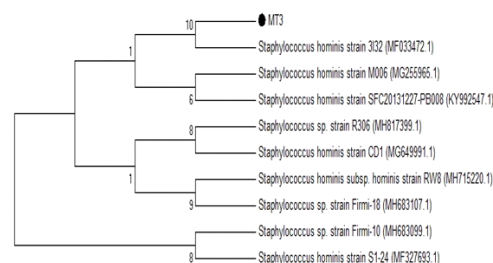 10
MT3
Staphylococcus hominis strain 3I32 (MF033472.1)
1
Staphylococcus hominis strain M006 (MG255965.1)
6
Staphylococcus hominis strain SFC20131227-PB008 (KY992547.1)
8
Staphylococcus sp. strain R306 (MH817399.1)
Staphylococcus hominis strain CD1 (MG649991.1)
1
Staphylococcus hominis subsp. hominis strain RW8 (MH715220.1)
9
Staphylococcus sp. strain Firmi-18 (MH683107.1)
Staphylococcus sp. strain Firmi-10 (MH683099.1)
8
Staphylococcus hominis strain S1-24 (MF327693.1)